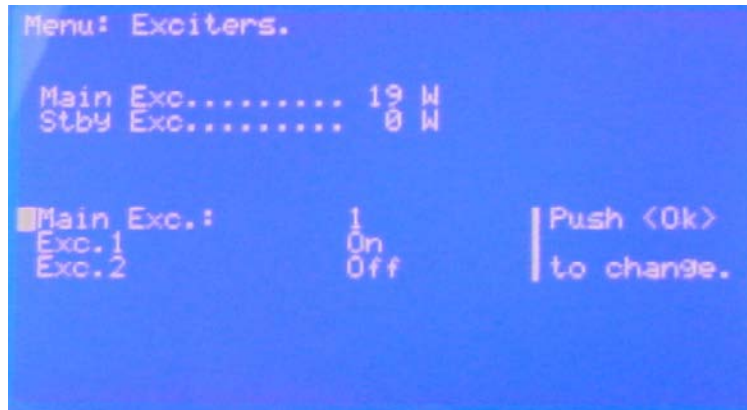 Menu: Exciters.
Main Exc......... 19 W
Stby Exc......... 0 W
Main Exc.: 1
Exc.1 On
Exc.2 Off
Push <Ok>
to change.